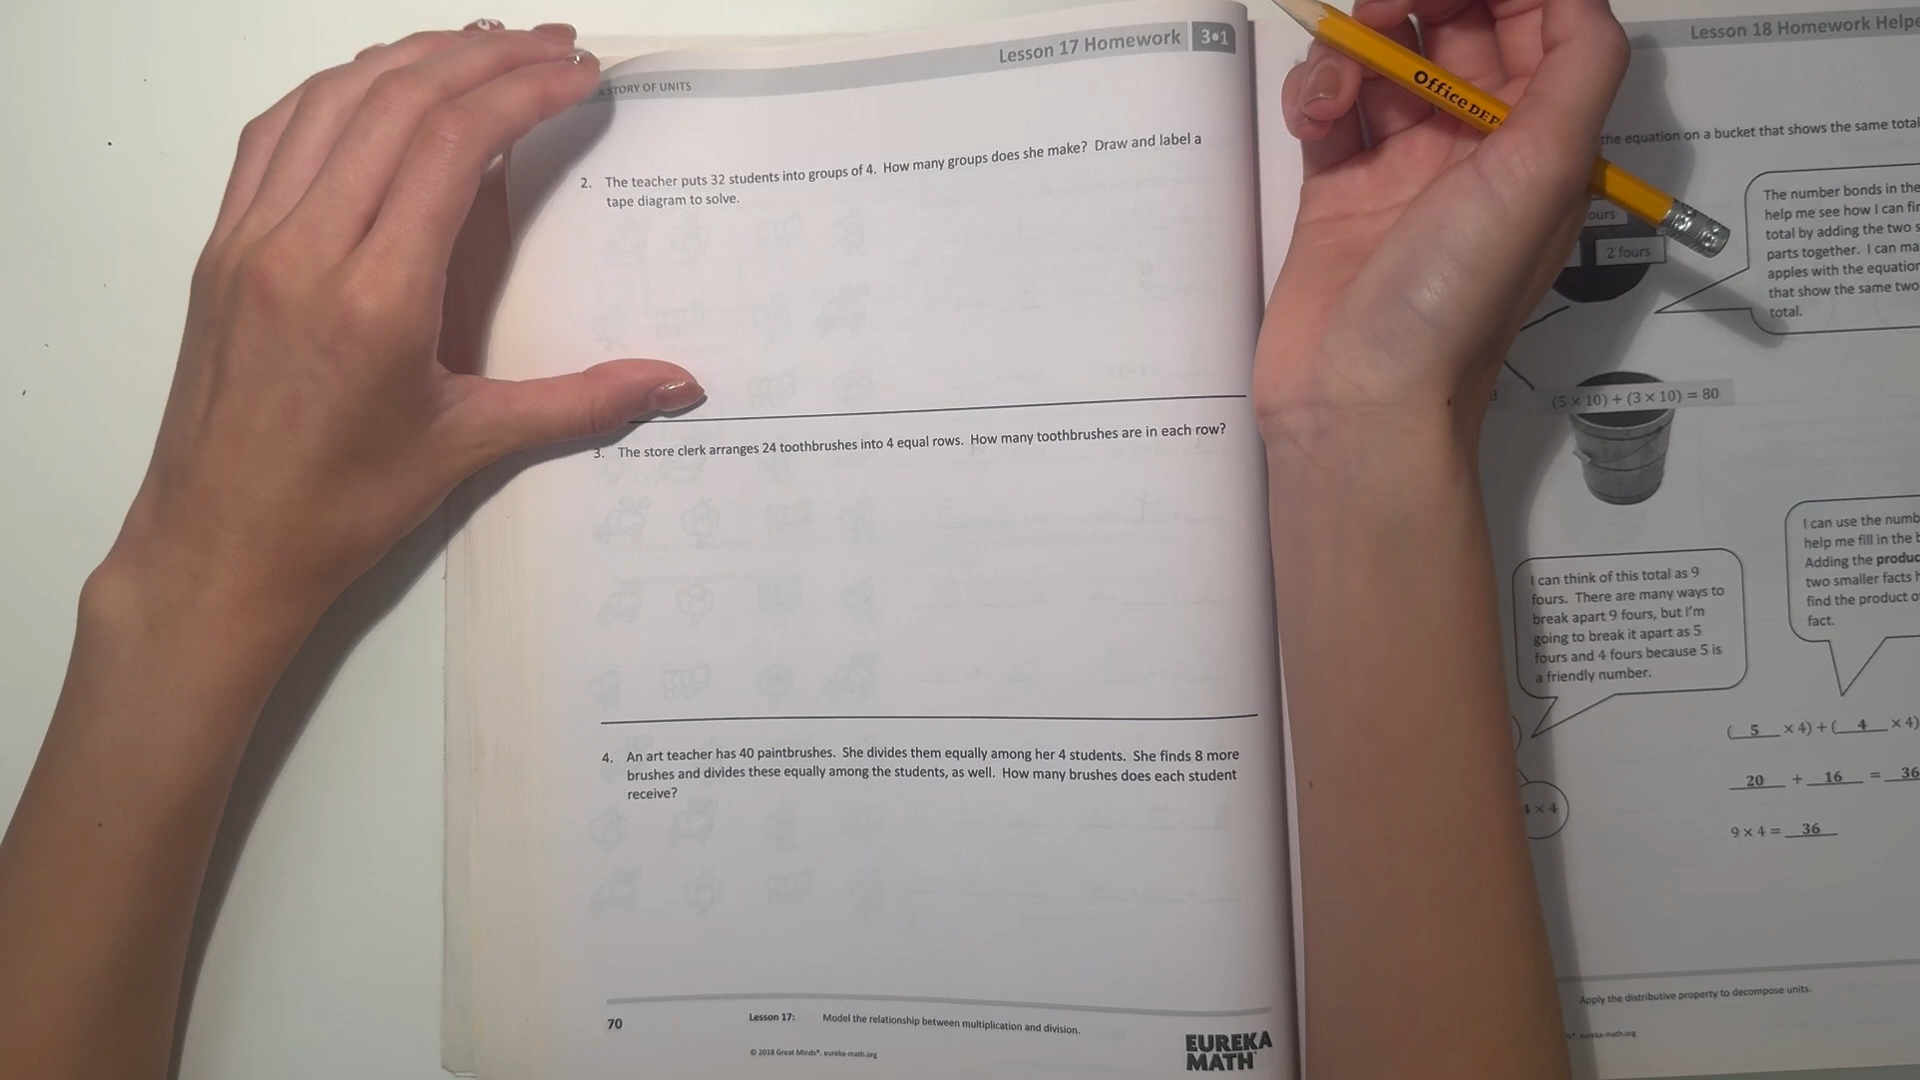 A STORY OF UNITS
Lesson 17 Homework 3•1
2. The teacher puts 32 students into groups of 4. How many groups does she make? Draw and label a
tape diagram to solve.
3. The store clerk arranges 24 toothbrushes into 4 equal rows. How many toothbrushes are in each row?
4. An art teacher has 40 paintbrushes. She divides them equally among her 4 students. She finds 8 more
brushes and divides these equally among the students, as well. How many brushes does each student
receive?
70
Lesson 17: Model the relationship between multiplication and division.
© 2018 Great Minds®. eureka-math.org
EUREKA
MATH
Office
Lesson 18 Homework
the equation on a bucket that shows the same total
2 fours
The number bonds in the
help me see how I can
total by adding the two
parts together. I can
apples with the
that show the same two
total.
(5 × 10) + (3 × 10) = 80
I can think of this total as 9
fours. There are many ways to
break apart 9 fours, but I'm
going to break it apart as 5
fours and 4 fours because 5 is
a friendly number.
I can use the
help me fill in the
Adding the
two smaller facts
find the product
fact.
( 5 × 4) + ( 4 × 4)
20 + 16 = 36
9 × 4 = 36
× 4
Apply the distributive property to decompose units.
eureka-math.org